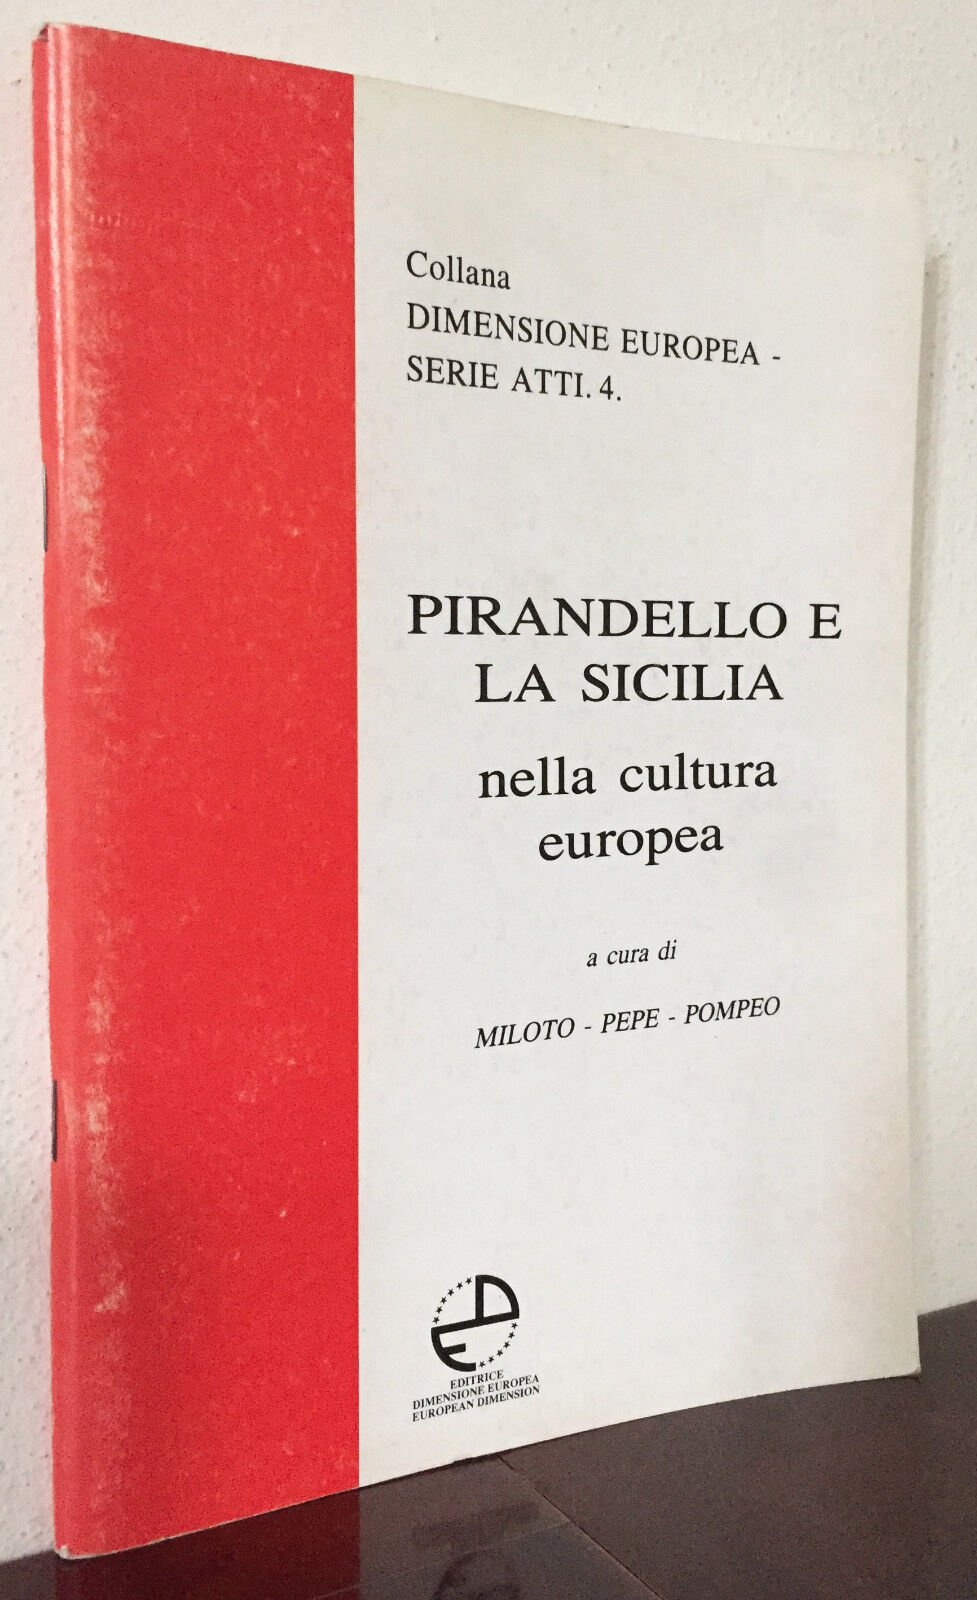 Collana
DIMENSIONE EUROPEA -
SERIE ATTI. 4.
PIRANDELLO E
LA SICILIA
nella cultura
europea
a cura di
MILOTO - PEPE - POMPEO
ED
EDITRICE
DIMENSIONE EUROPEA
EUROPEAN DIMENSION